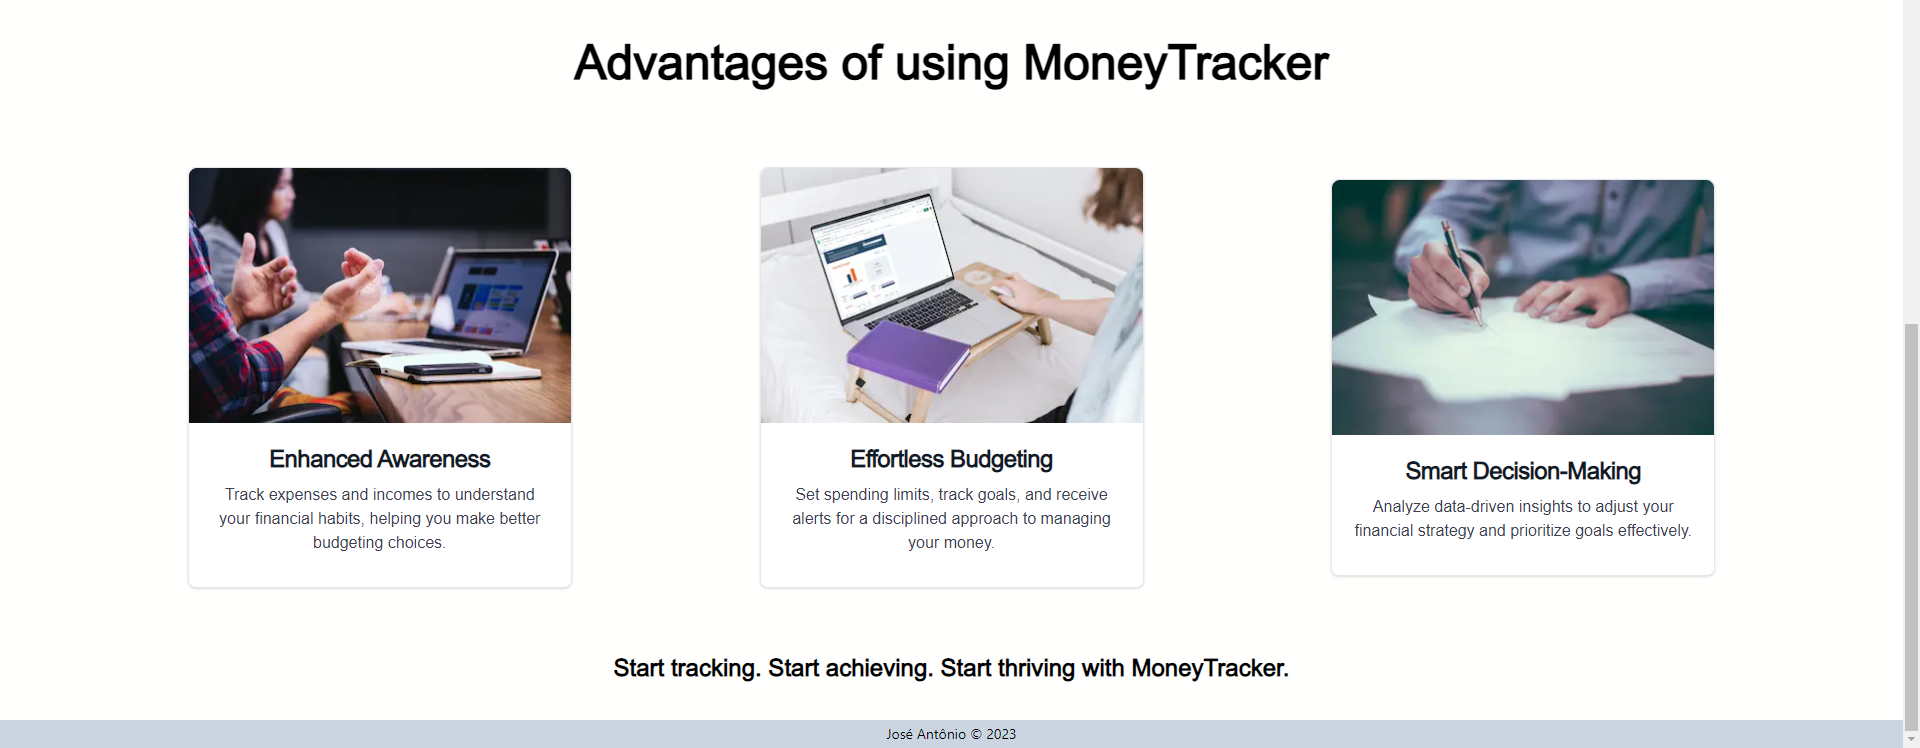 Advantages of using MoneyTracker
Enhanced Awareness
Track expenses and incomes to understand
your financial habits, helping you make better
budgeting choices.
Effortless Budgeting
Set spending limits, track goals, and receive
alerts for a disciplined approach to managing
your money.
Smart Decision-Making
Analyze data-driven insights to adjust your
financial strategy and prioritize goals effectively.
Start tracking. Start achieving. Start thriving with MoneyTracker.
José Antônio © 2023